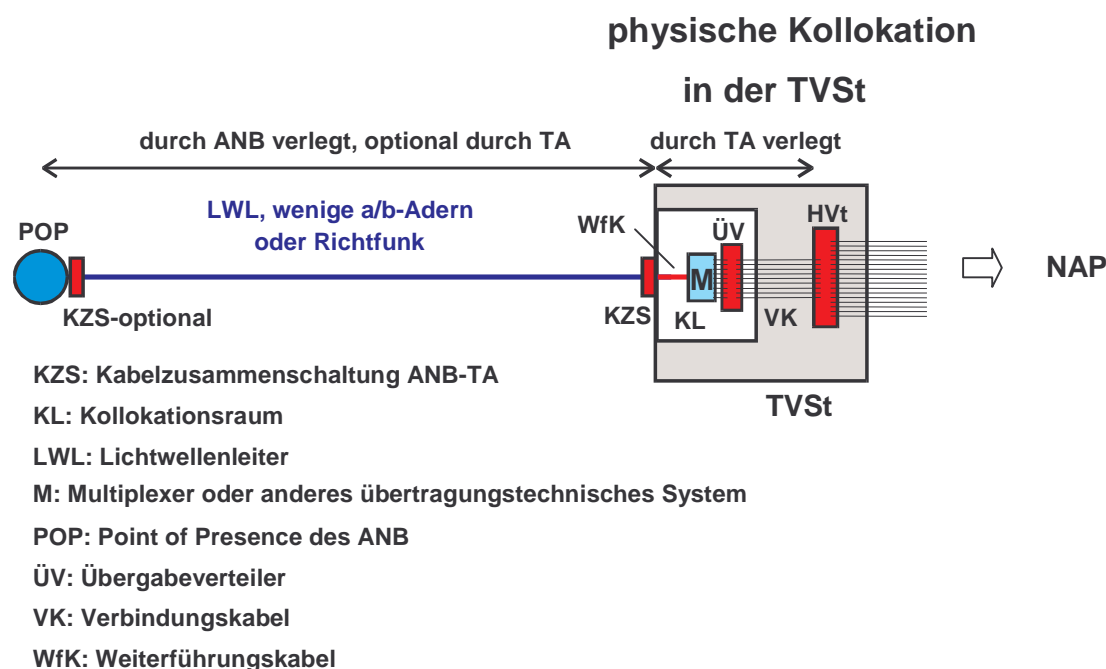 physische Kollokation
in der TVSt
durch ANB verlegt, optional durch TA
durch TA verlegt
LWL, wenige a/b-Adern
oder Richtfunk
POP
WfK
ÜV
HVt
M
NAP
KZS-optional
KZS
KL
VK
TVSt
KZS: Kabelzusammenschaltung ANB-TA
KL: Kollokationsraum
LWL: Lichtwellenleiter
M: Multiplexer oder anderes übertragungstechnisches System
POP: Point of Presence des ANB
ÜV: Übergabeverteiler
VK: Verbindungskabel
WfK: Weiterführungskabel